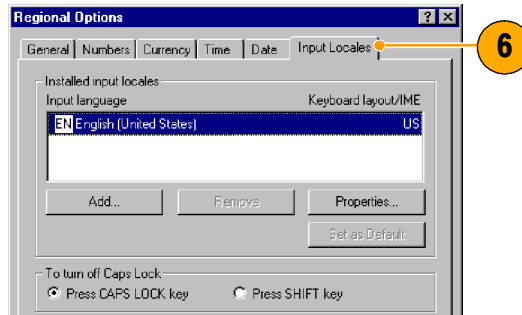 Regional Options
General Numbers Currency Time Date Input Locales
6
Installed input locales
Input language Keyboard layout/IME
EN English (United States) US
Add... Remove Properties...
Set as Default
To turn off Caps Lock
Press CAPS LOCK key Press SHIFT key